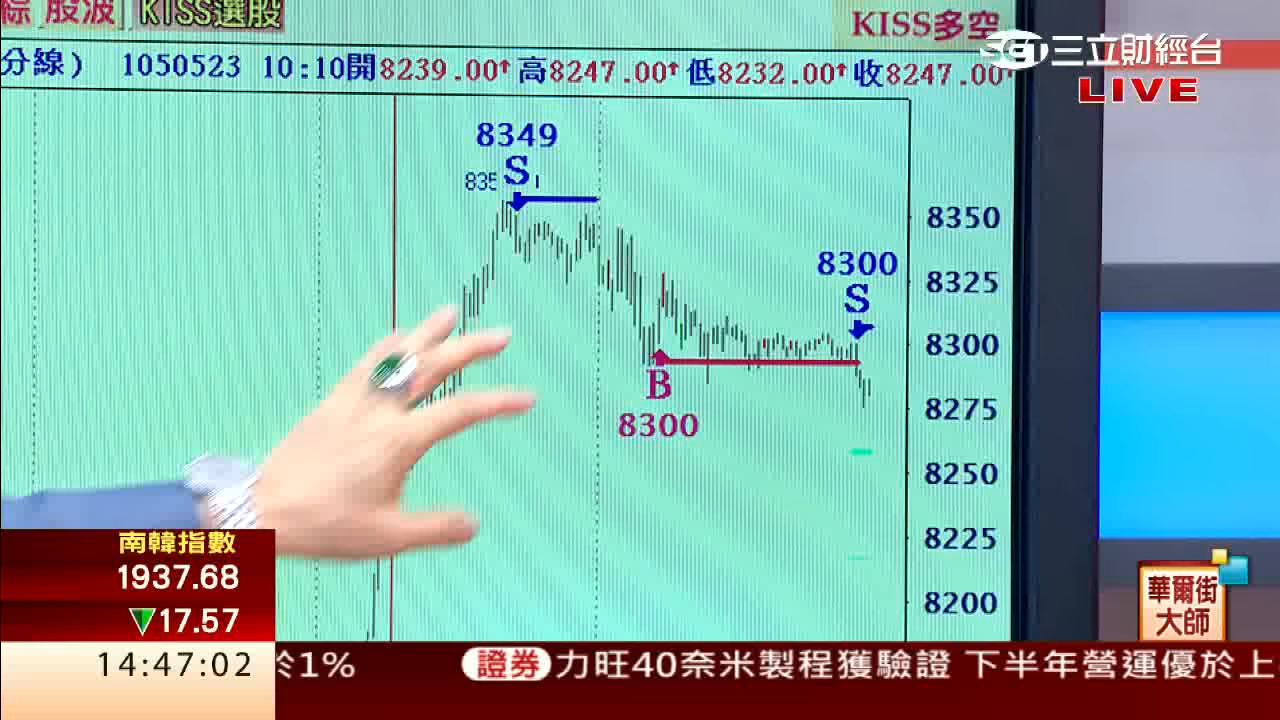 綜 股波 KISS選股
KISS多空
三立財經台
LIVE
分線) 1050523 10:10開8239.00↑ 高8247.00↑ 低8232.00↑ 收8247.00↑
8349
S
835
8300
S
B
8300
8350
8325
8300
8275
8250
8225
8200
南韓指數
1937.68
▼17.57
華爾街
大師
14:47:02
於1% 證券 力旺40奈米製程獲驗證 下半年營運優於上